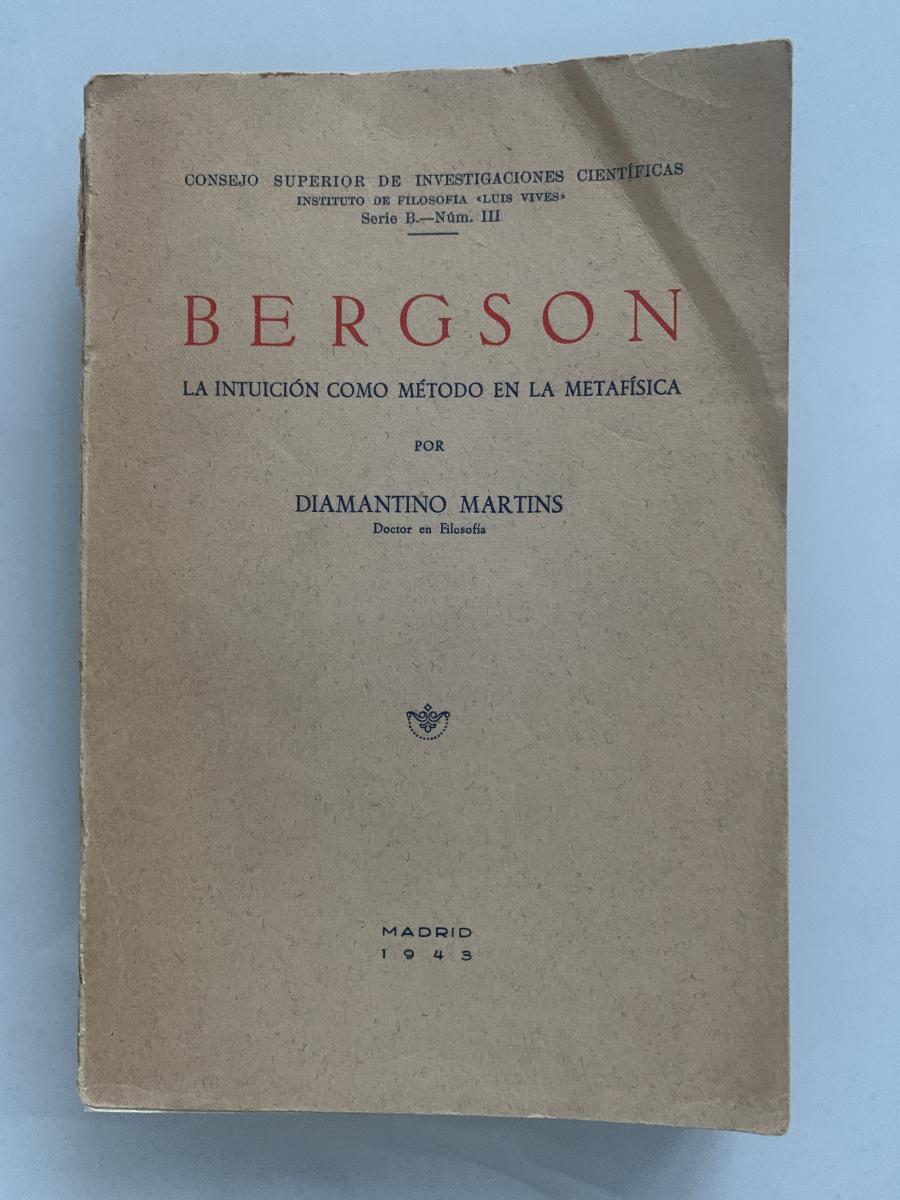 CONSEJO SUPERIOR DE INVESTIGACIONES CIENTÍFICAS
INSTITUTO DE FILOSOFIA «LUIS VIVES»
Serie B.—Núm. III
BERGSON
LA INTUICIÓN COMO MÉTODO EN LA METAFÍSICA
POR
DIAMANTINO MARTINS
Doctor en Filosofía
MADRID
1943